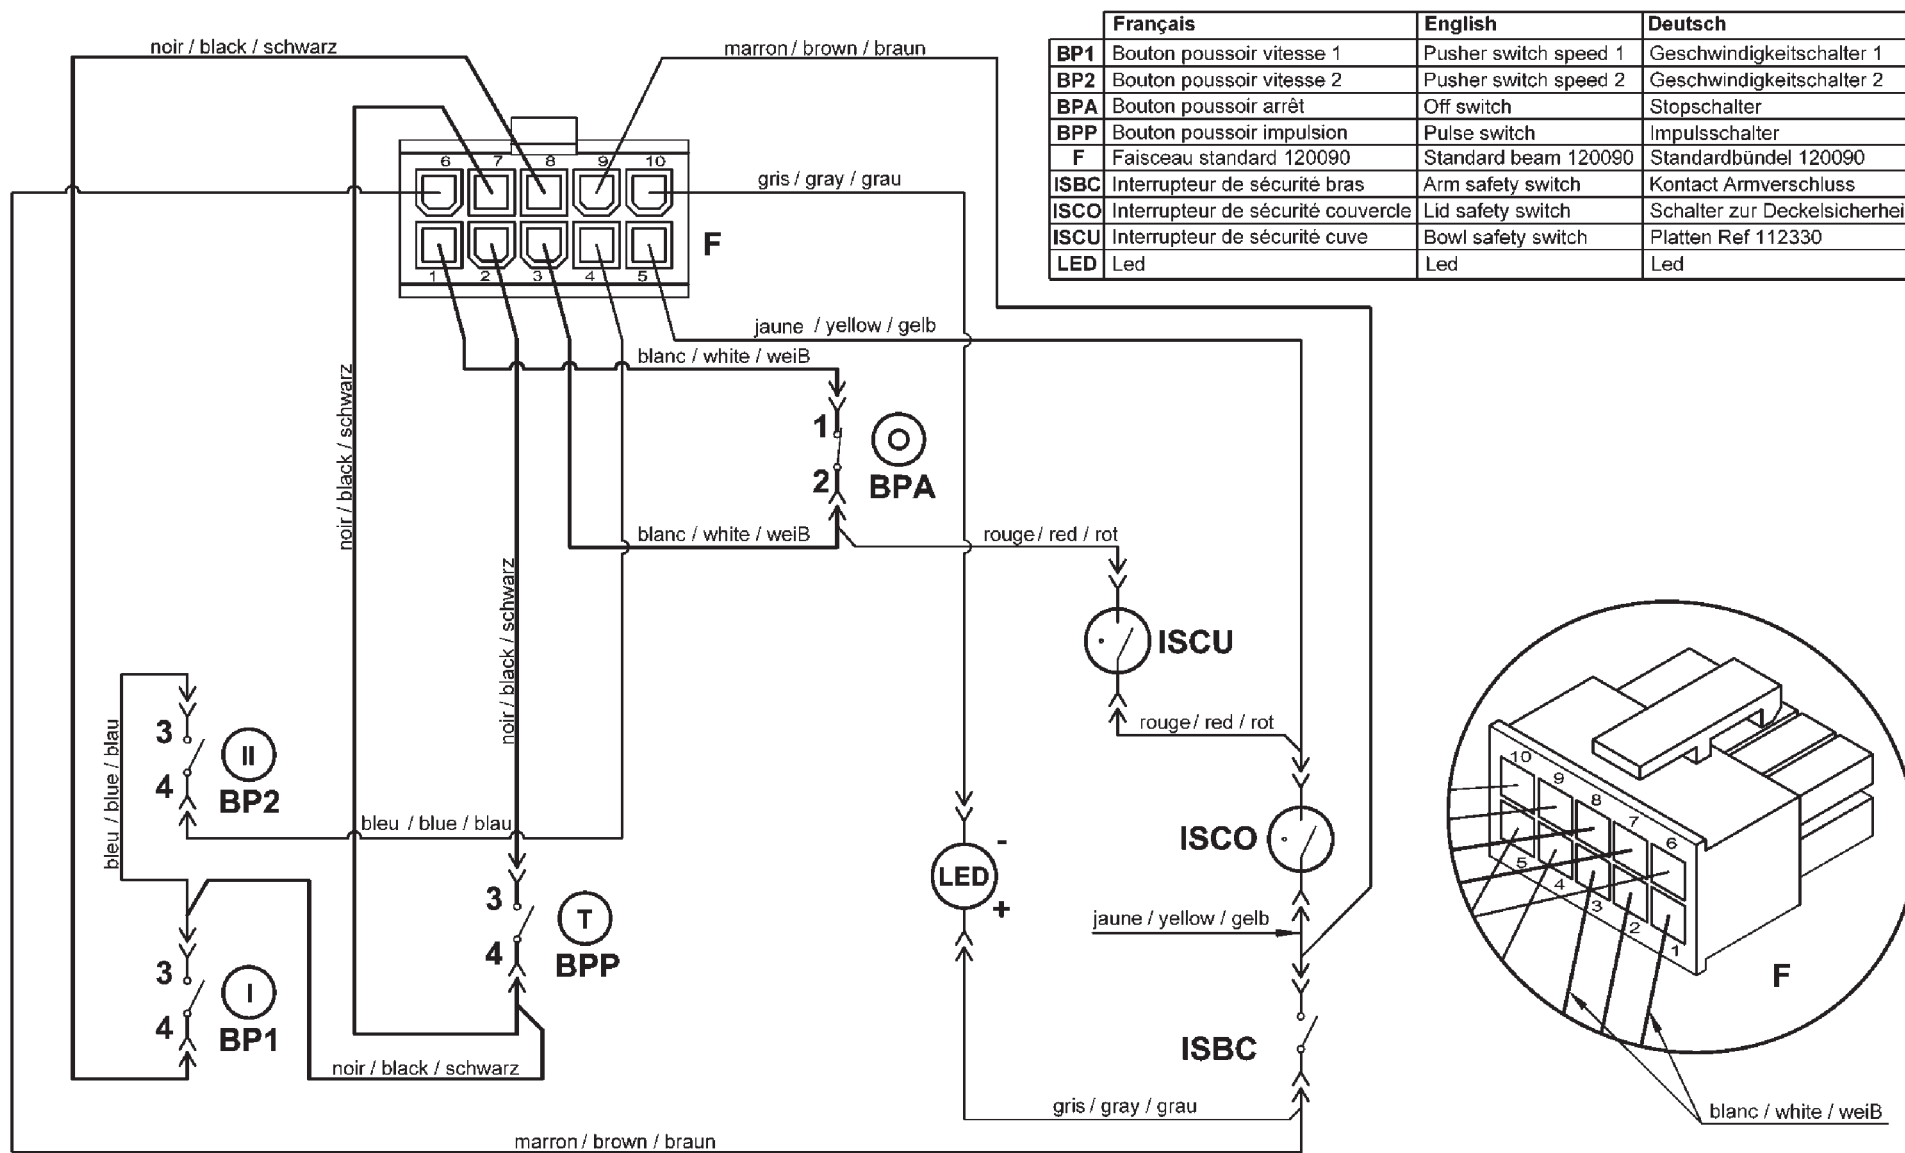 Français English Deutsch
BP1 Bouton poussoir vitesse 1 Pusher switch speed 1 Geschwindigkeitschalter 1
BP2 Bouton poussoir vitesse 2 Pusher switch speed 2 Geschwindigkeitschalter 2
BPA Bouton poussoir arrêt Off switch Stopschalter
BPP Bouton poussoir impulsion Pulse switch Impulsschalter
F Faisceau standard 120090 Standard beam 120090 Standardbündel 120090
ISBC Interrupteur de sécurité bras Arm safety switch Kontact Armverschluss
ISCO Interrupteur de sécurité couvercle Lid safety switch Schalter zur Deckelsicherhei
ISCU Interrupteur de sécurité cuve Bowl safety switch Platten Ref 112330
LED Led Led Led
noir / black / schwarz
marron / brown / braun
6 7 8 9 10
gris / gray / grau
F
1 2 3 4 5
jaune / yellow / gelb
blanc / white / weiB
noir / black / schwarz
1
O
2
BPA
blanc / white / weiB
rouge / red / rot
noir / black / schwarz
ISCU
rouge / red / rot
bleu / blue / blau
3
II
4
BP2
bleu / blue / blau
ISCO
-
LED
+
3
T
4
BPP
jaune / yellow / gelb
3
I
4
BP1
noir / black / schwarz
ISBC
gris / gray / grau
marron / brown / braun
10 9 8 7 6
5 4 3 2 1
F
blanc / white / weiB